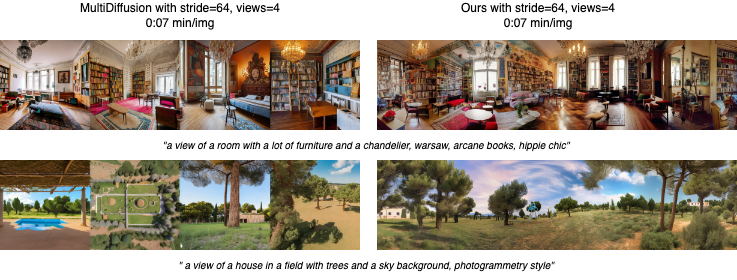 MultiDiffusion with stride=64, views=4
0:07 min/img
Ours with stride=64, views=4
0:07 min/img
"a view of a room with a lot of furniture and a chandelier, warsaw, arcane books, hippie chic"
" a view of a house in a field with trees and a sky background, photogrammetry style"